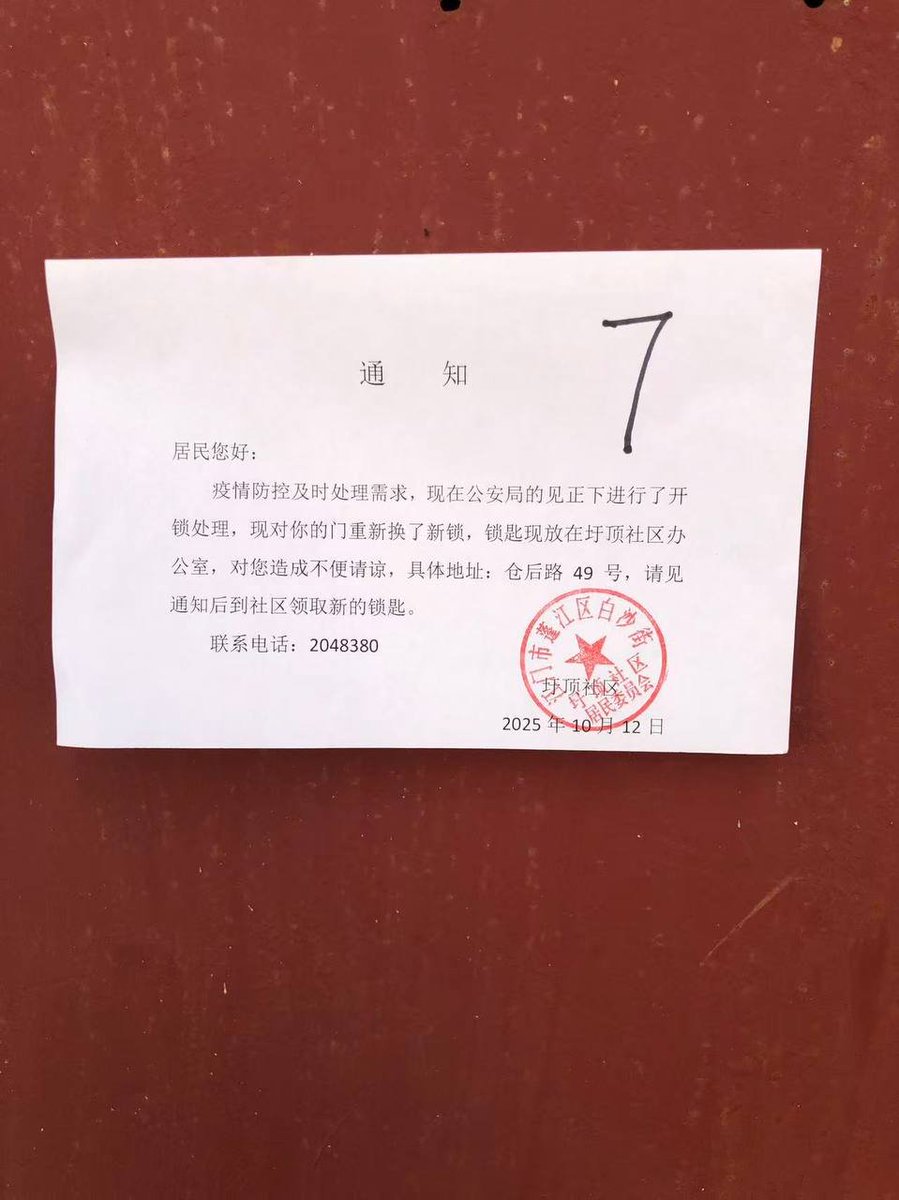 7
通 知
居民您好：
疫情防控及时处理需求，现在公安局的见正下进行了开
锁处理，现对你的门重新换了新锁，锁匙现放在圩顶社区办
公室，对您造成不便请谅，具体地址：仓后路 49 号，请见
通知后到社区领取新的锁匙。
联系电话：2048380
江门市蓬江区白沙街
圩顶社区
居民委员会
圩顶社区
2025 年 10 月 12 日